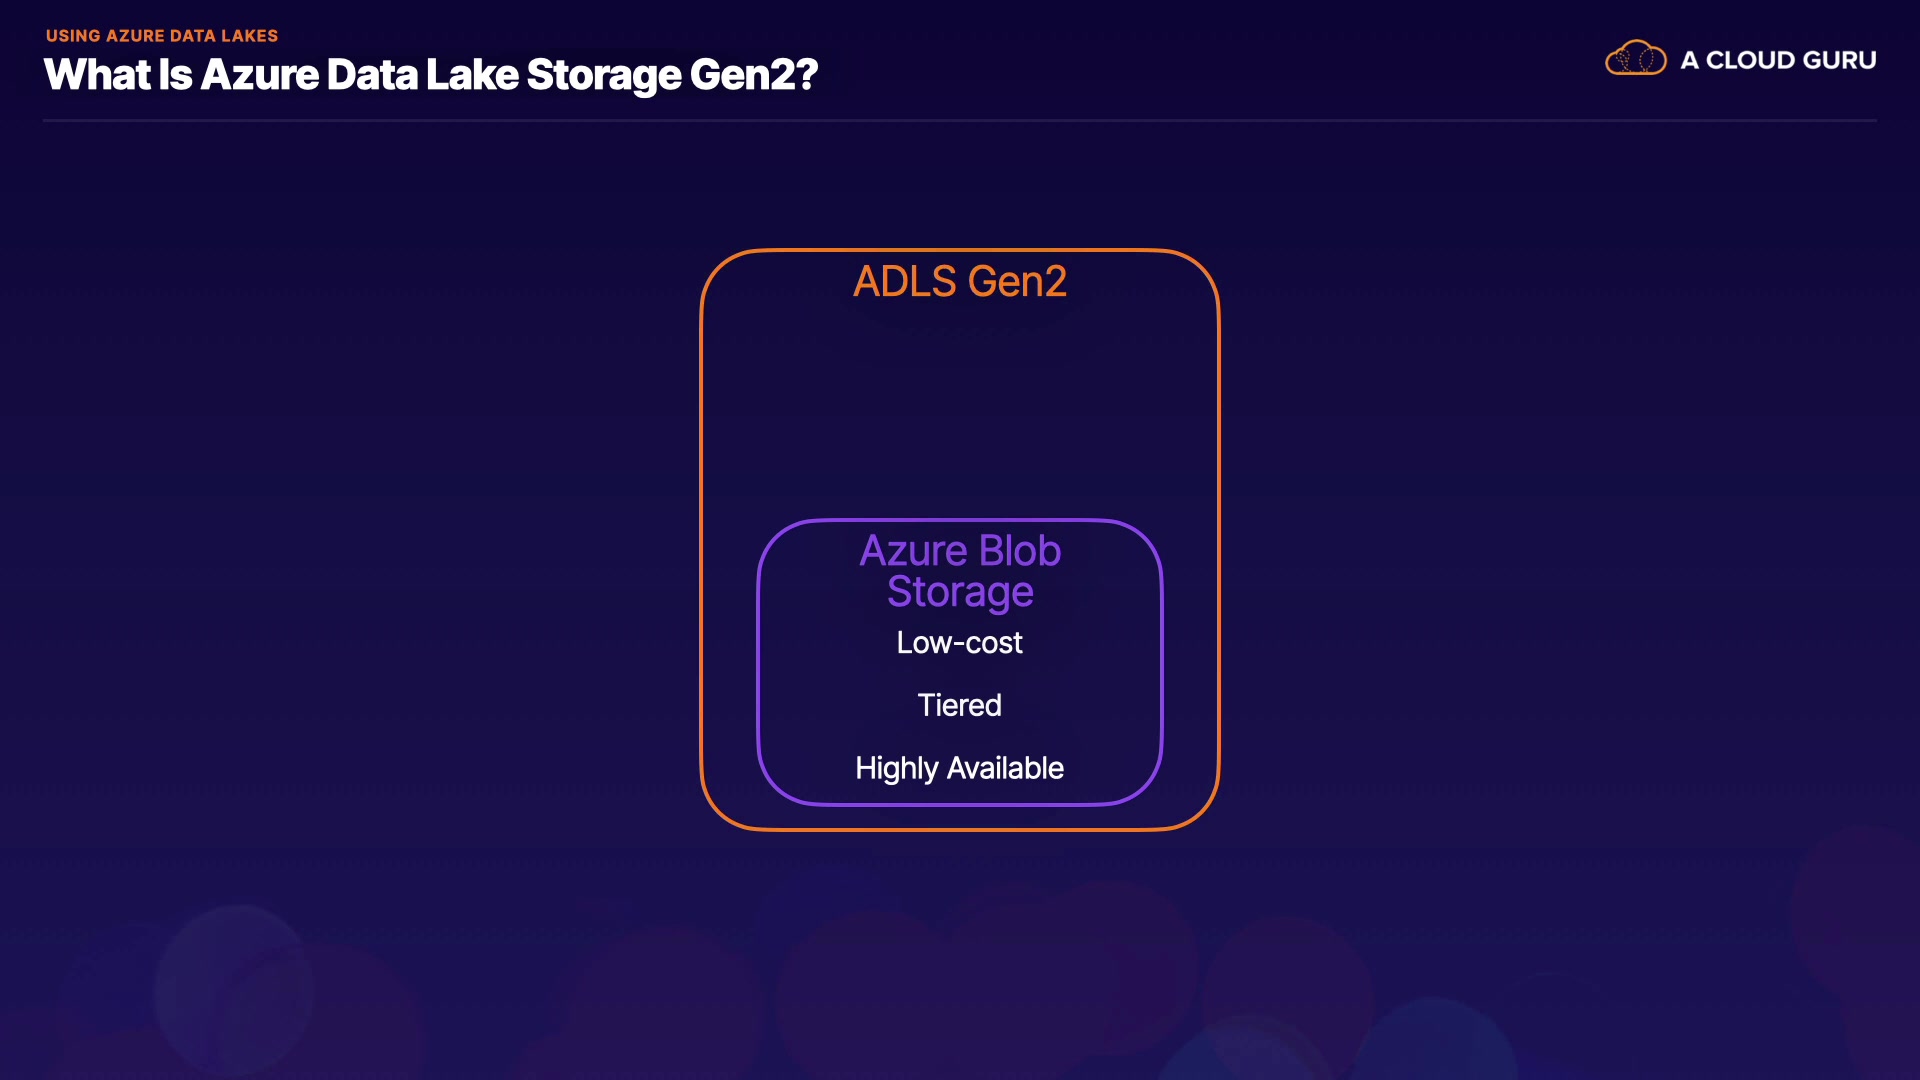 USING AZURE DATA LAKES
What Is Azure Data Lake Storage Gen2?
A CLOUD GURU
ADLS Gen2
Azure Blob
Storage
Low-cost
Tiered
Highly Available